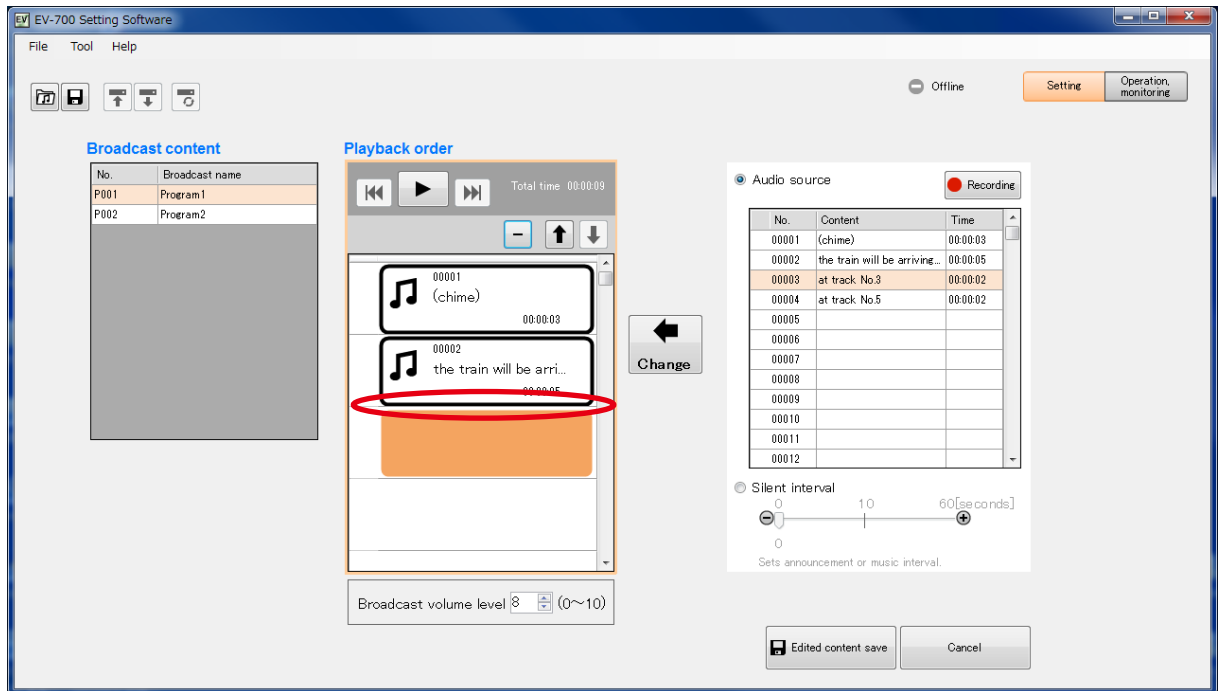 EV EV-700 Setting Software
File Tool Help
Offline
Setting
Operation,
monitoring
Broadcast content
No. Broadcast name
P001 Program1
P002 Program2
Playback order
Total time 00:00:09
00001
(chime)
00:00:03
00002
the train will be arri...
00:00:05
Broadcast volume level 8 (0～10)
Change
Audio source
Recording
No. Content Time
00001 (chime) 00:00:03
00002 the train will be arriving... 00:00:05
00003 at track No.3 00:00:02
00004 at track No.5 00:00:02
00005
00006
00007
00008
00009
00010
00011
00012
Silent interval
0 10 60[seconds]
0
Sets announcement or music interval.
Edited content save
Cancel